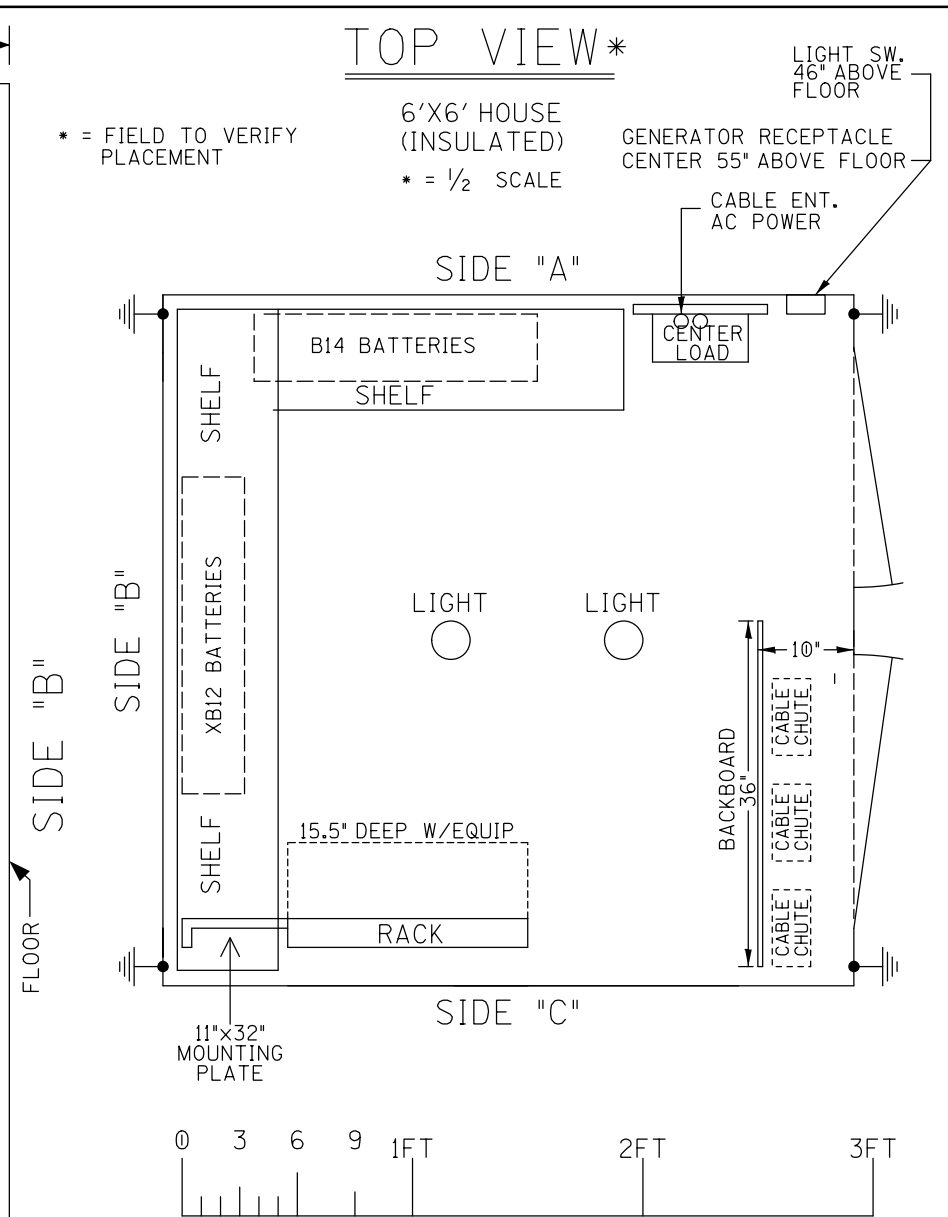 TOP VIEW*
6'X6' HOUSE
(INSULATED)
* = 1/2 SCALE
* = FIELD TO VERIFY
PLACEMENT
LIGHT SW.
46" ABOVE
FLOOR
GENERATOR RECEPTACLE
CENTER 55" ABOVE FLOOR
CABLE ENT.
AC POWER
SIDE "A"
B14 BATTERIES
SHELF
CENTER
LOAD
SHELF
SIDE "B"
SIDE "B"
XB12 BATTERIES
LIGHT
LIGHT
10"
BACKBOARD
36"
CABLE
CHUTE
CABLE
CHUTE
CABLE
CHUTE
SHELF
15.5" DEEP W/EQUIP
RACK
FLOOR
SIDE "C"
11"x32"
MOUNTING
PLATE
0 3 6 9 1FT 2FT 3FT